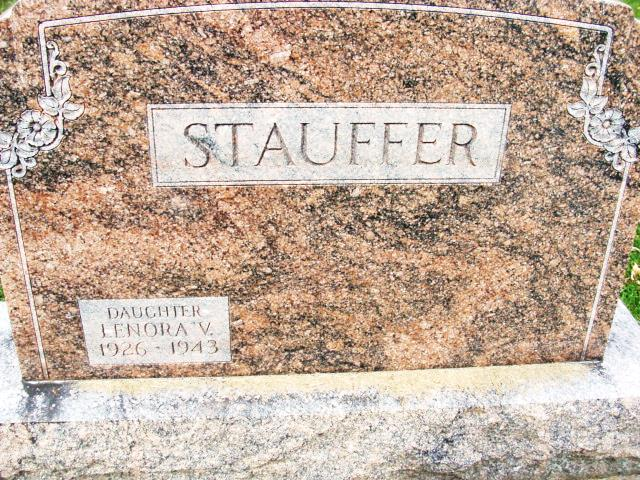 STAUFFER
DAUGHTER
LENORA V.
1926 - 1943